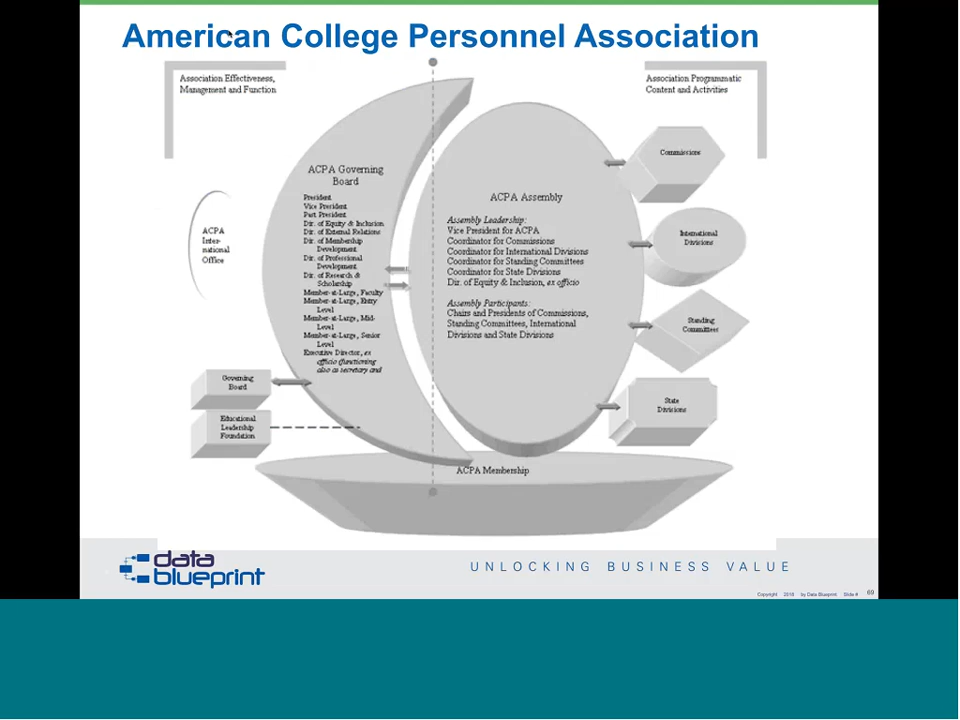 American College Personnel Association
Association Effectiveness,
Management and Function
Association Programmatic
Content and Activities
ACPA
Inter-
national
Office
ACPA Governing
Board
President
Vice President
Past President
Dir. of Equity & Inclusion
Dir. of External Relations
Dir. of Membership
Development
Dir. of Professional
Development
Dir. of Research &
Scholarship
Member-at-Large, Faculty
Member-at-Large, Entry
Level
Member-at-Large, Mid-
Level
Member-at-Large, Senior
Level
Executive Director, ex
officio (functioning
also as secretary and
ACPA Assembly
Assembly Leadership:
Vice President for ACPA
Coordinator for Commissions
Coordinator for International Divisions
Coordinator for Standing Committees
Coordinator for State Divisions
Dir. of Equity & Inclusion, ex officio
Assembly Participants:
Chairs and Presidents of Commissions,
Standing Committees, International
Divisions and State Divisions
Commissions
International
Divisions
Standing
Committees
State
Divisions
Governing
Board
Educational
Leadership
Foundation
ACPA Membership
data
blueprint
UNLOCKING BUSINESS VALUE
Copyright 2018 by Data Blueprint Slide # 69